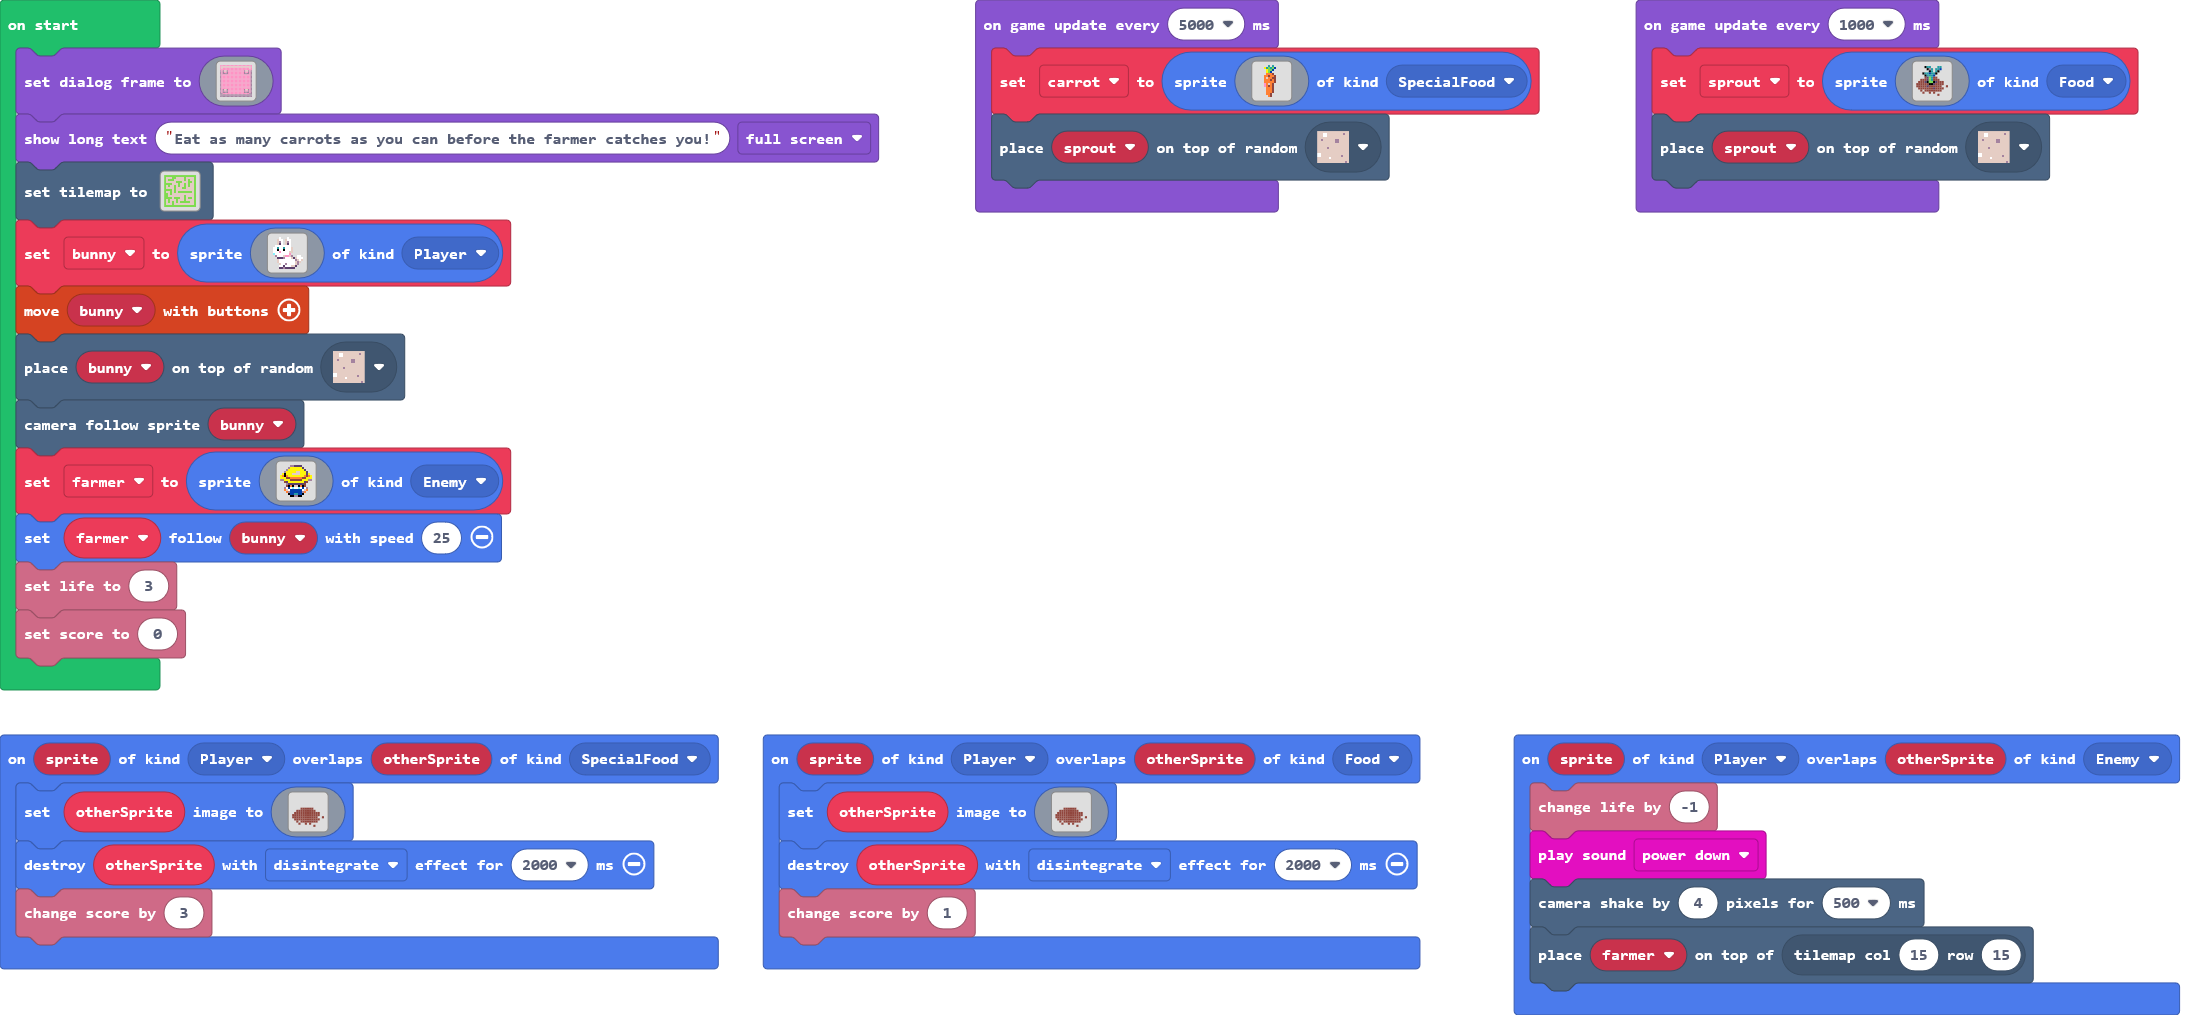 on start
set dialog frame to
show long text "Eat as many carrots as you can before the farmer catches you!" full screen
set tilemap to
set bunny to sprite of kind Player
move bunny with buttons
place bunny on top of random
camera follow sprite bunny
set farmer to sprite of kind Enemy
set farmer follow bunny with speed 25
set life to 3
set score to 0
on game update every 5000 ms
set carrot to sprite of kind SpecialFood
place sprout on top of random
on game update every 1000 ms
set sprout to sprite of kind Food
place sprout on top of random
on sprite of kind Player overlaps otherSprite of kind SpecialFood
set otherSprite image to
destroy otherSprite with disintegrate effect for 2000 ms
change score by 3
on sprite of kind Player overlaps otherSprite of kind Food
set otherSprite image to
destroy otherSprite with disintegrate effect for 2000 ms
change score by 1
on sprite of kind Player overlaps otherSprite of kind Enemy
change life by -1
play sound power down
camera shake by 4 pixels for 500 ms
place farmer on top of tilemap col 15 row 15